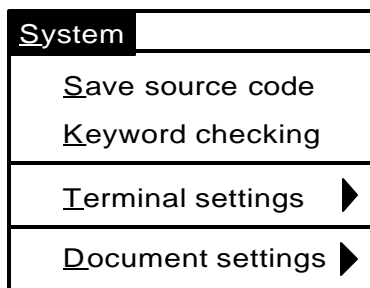 System
Save source code
Keyword checking
Terminal settings
Document settings